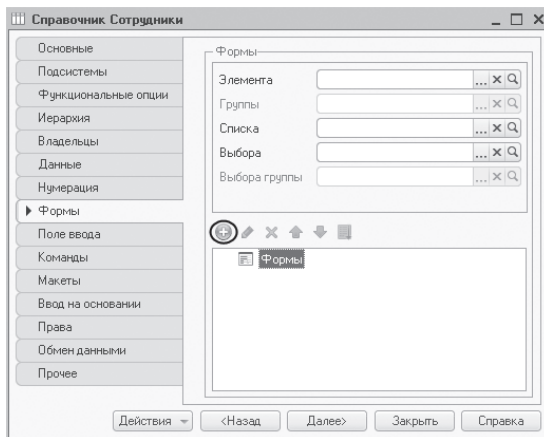 Справочник Сотрудники
Основные
Подсистемы
Функциональные опции
Иерархия
Владельцы
Данные
Нумерация
Формы
Поле ввода
Команды
Макеты
Ввод на основании
Права
Обмен данными
Прочее
Формы
Элемента
Группы
Списка
Выбора
Выбора группы
Формы
Действия
<Назад
Далее>
Закрыть
Справка